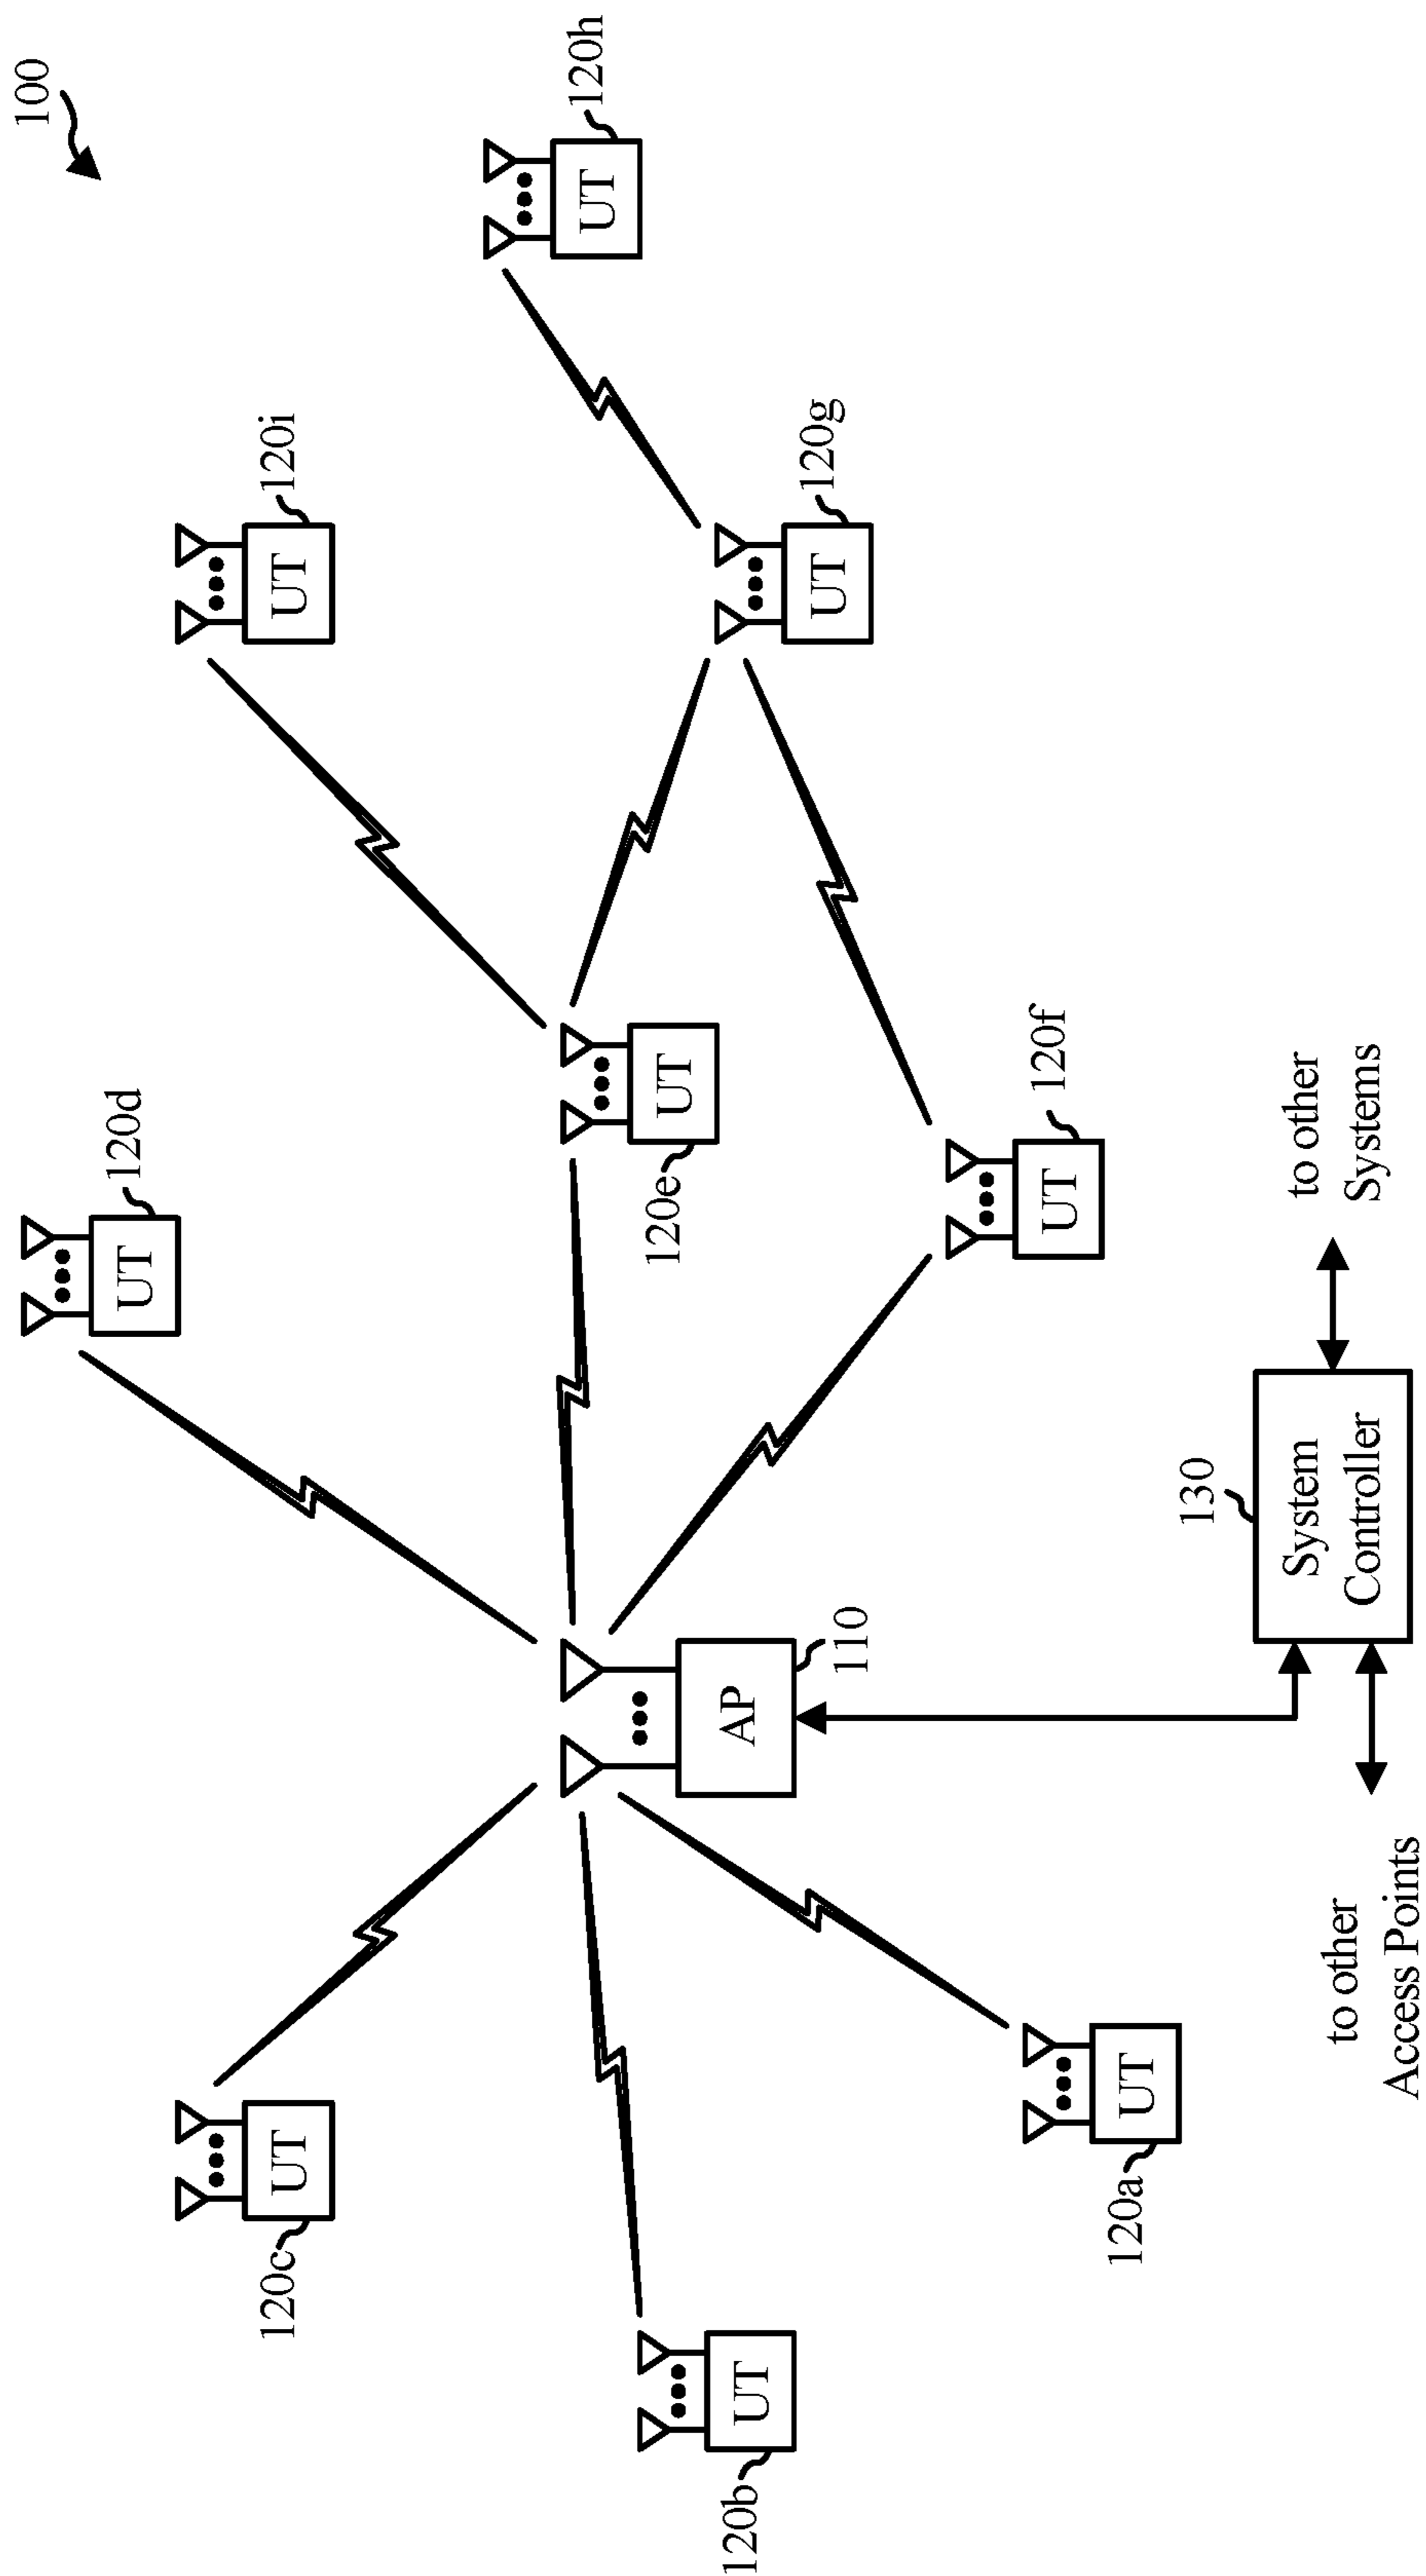 100
120d
UT
120i
UT
120c
UT
120h
UT
120e
UT
120g
UT
120b
UT
AP
110
120f
UT
120a
UT
130
System
Controller
to other
Systems
to other
Access Points